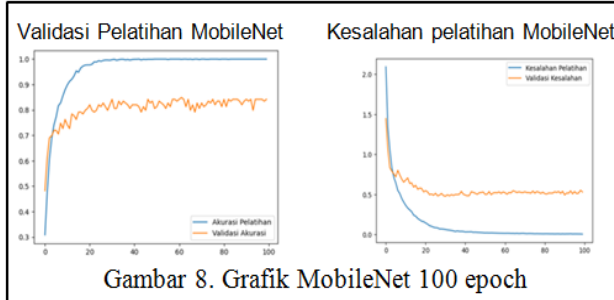 Validasi Pelatihan MobileNet
1.0
0.9
0.8
0.7
0.6
0.5
0.4
0.3
0 20 40 60 80 100
Akurasi Pelatihan
Validasi Akurasi
Kesalahan pelatihan MobileNet
2.0
1.5
1.0
0.5
0.0
0 20 40 60 80 100
Kesalahan Pelatihan
Validasi Kesalahan
Gambar 8. Grafik MobileNet 100 epoch